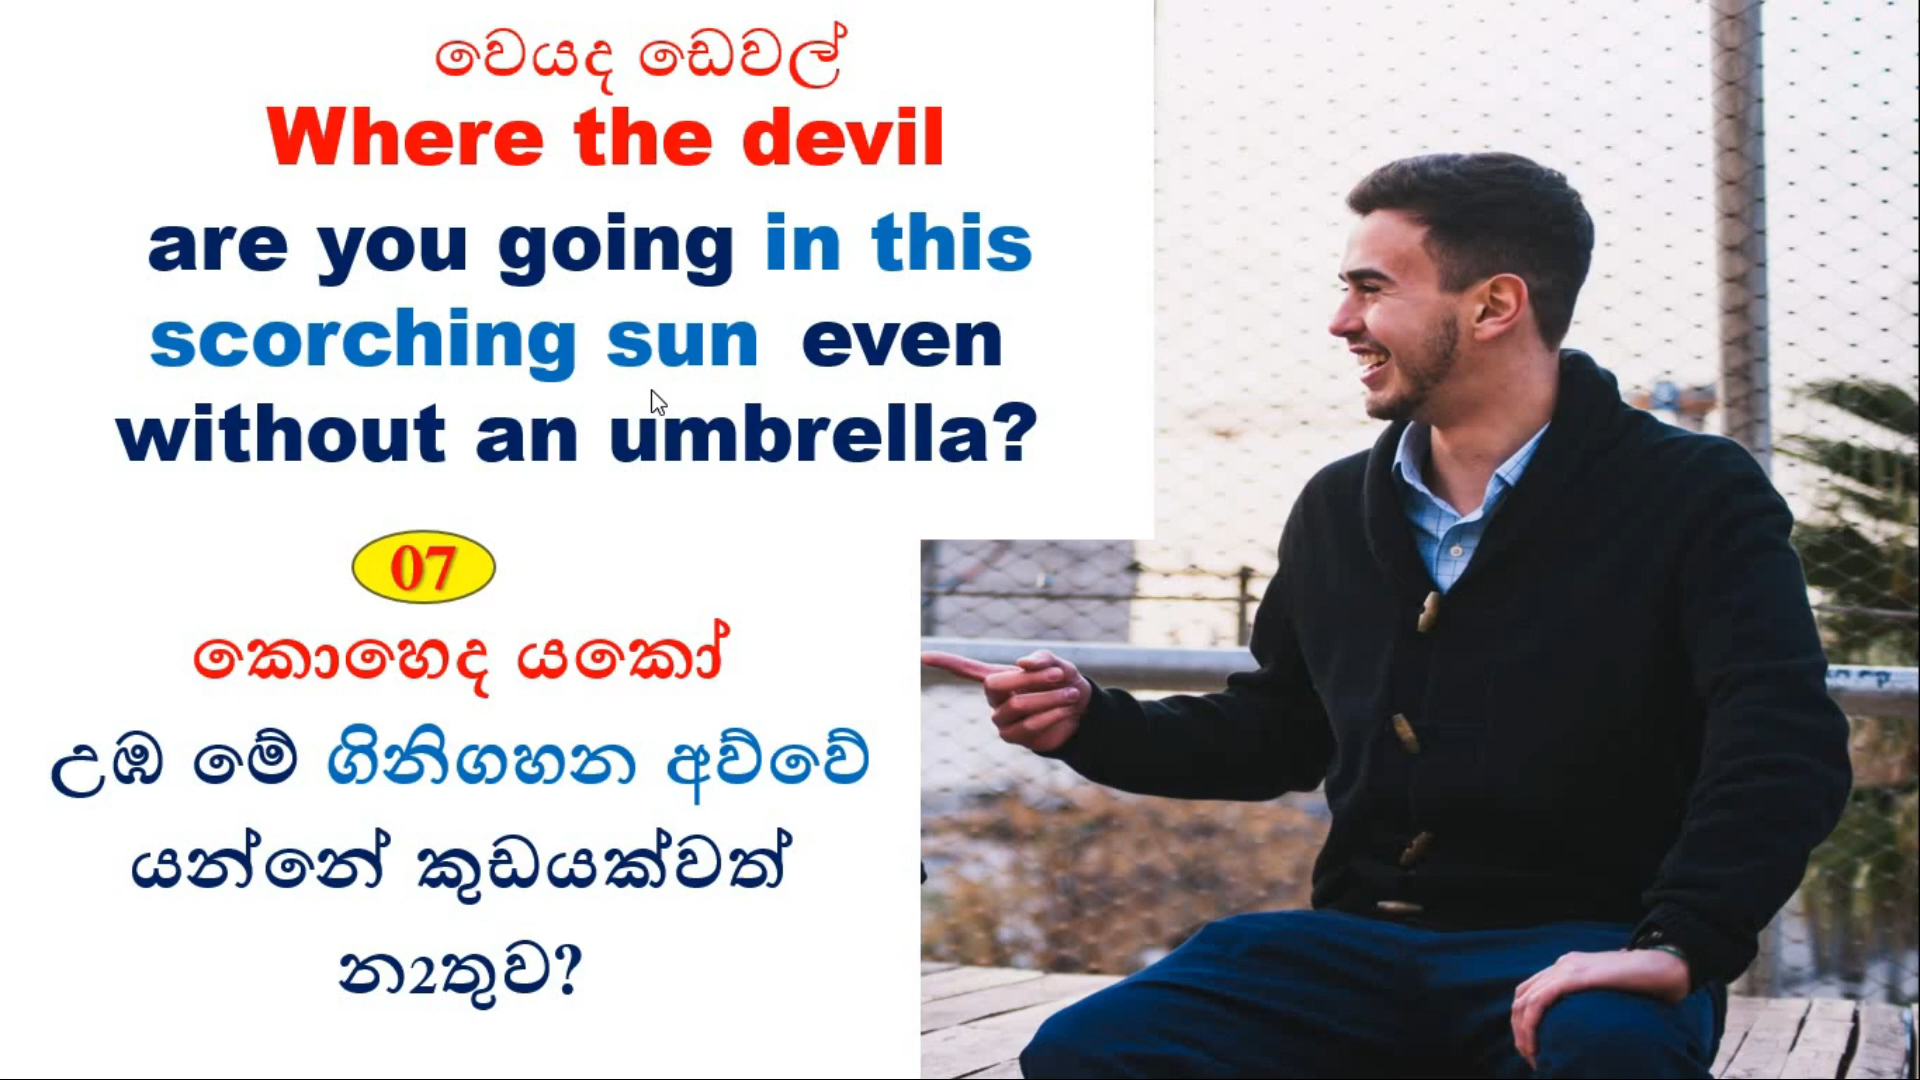 වෙයද ඩෙවල්
Where the devil
are you going in this
scorching sun even
without an umbrella?
07
කොහෙද යකෝ
උඹ මේ ගිනිගහන අව්වේ
යන්නේ කුඩයක්වත්
න2තුව?